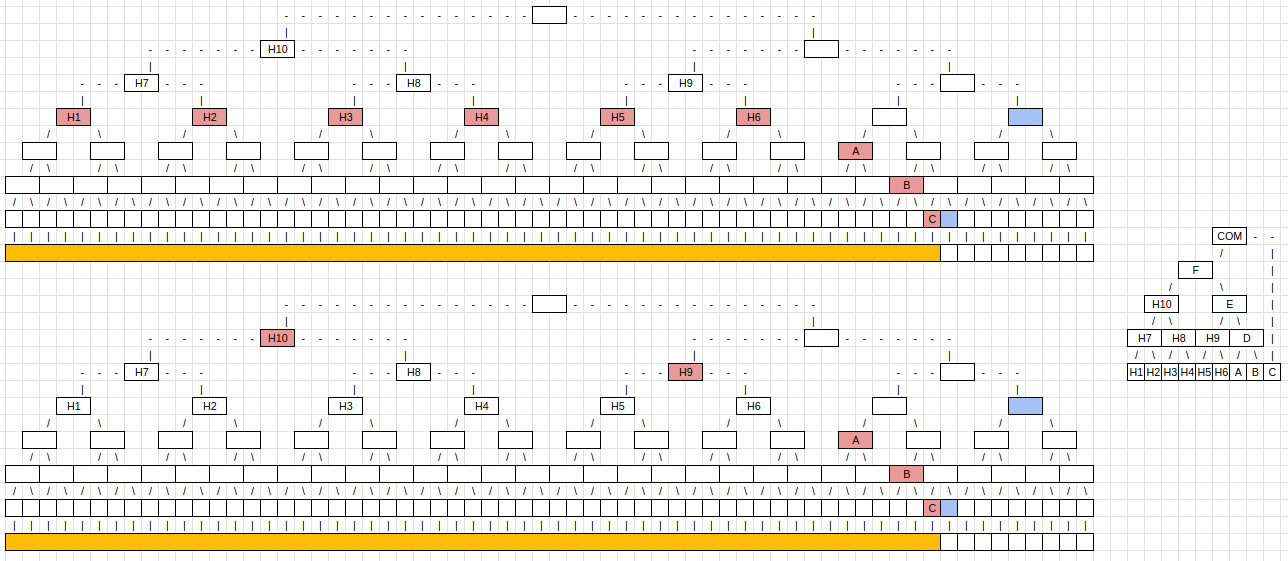 H10
H7 H8 H9
H1 H2 H3 H4 H5 H6
A
B
C
COM
F
H10 E
H7 H8 H9 D
H1 H2 H3 H4 H5 H6 A B C
H10
H7 H8 H9
H1 H2 H3 H4 H5 H6
A
B
C